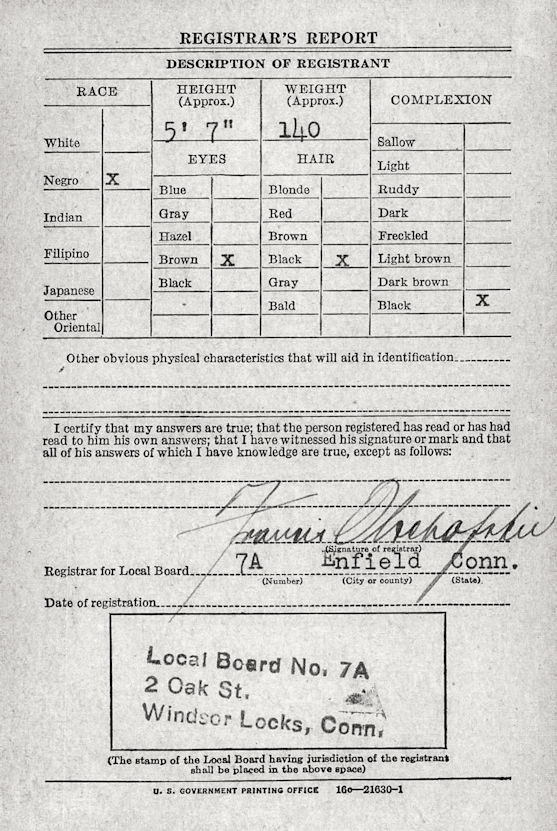 REGISTRAR'S REPORT
DESCRIPTION OF REGISTRANT
RACE
HEIGHT
(Approx.)
WEIGHT
(Approx.)
COMPLEXION
5' 7"
140
White
EYES
HAIR
Sallow
Light
Negro X
Blue
Blonde
Ruddy
Indian
Gray
Red
Dark
Hazel
Brown
Freckled
Filipino
Brown X
Black X
Light brown
Japanese
Black
Gray
Dark brown
Other
Oriental
Bald
Black X
Other obvious physical characteristics that will aid in identification
I certify that my answers are true; that the person registered has read or has had
read to him his own answers; that I have witnessed his signature or mark and that
all of his answers of which I have knowledge are true, except as follows:
Francis
(Signature of registrar)
Registrar for Local Board 7A Enfield Conn.
(Number) (City or county) (State)
Date of registration
Local Board No. 7A
2 Oak St.
Windsor Locks, Conn.
(The stamp of the Local Board having jurisdiction of the registrant
shall be placed in the above space)
U. S. GOVERNMENT PRINTING OFFICE 16c—21630-1